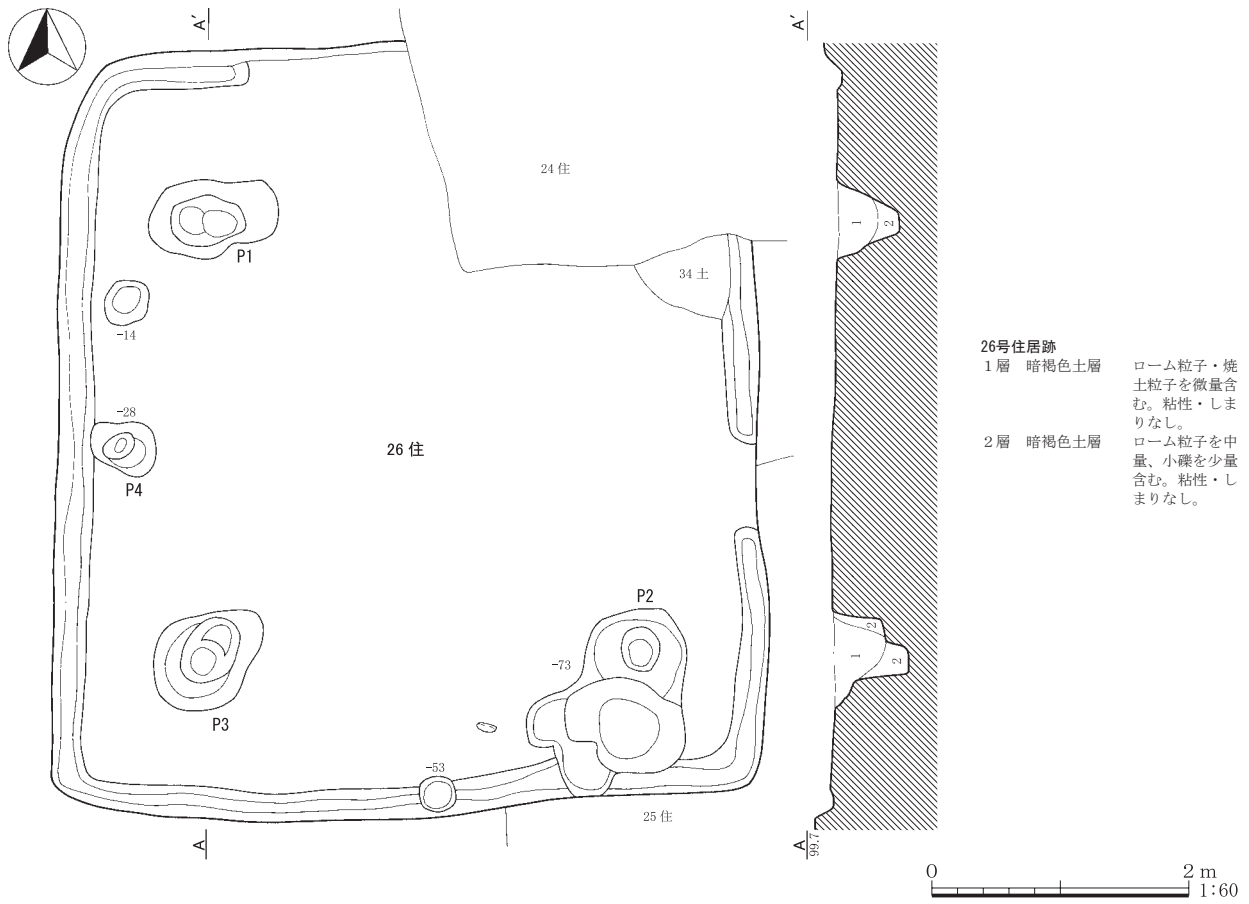 A'
A'
24住
34土
P1
1
2
-14
26号住居跡
1層 暗褐色土層 ローム粒子・焼
土粒子を微量含
む。粘性・しま
りなし。
2層 暗褐色土層 ローム粒子を中
量、小礫を少量
含む。粘性・し
まりなし。
-28
26住
P4
P2
2
1
2
-73
P3
-53
25住
A
A
99.7
0 2 m
1:60